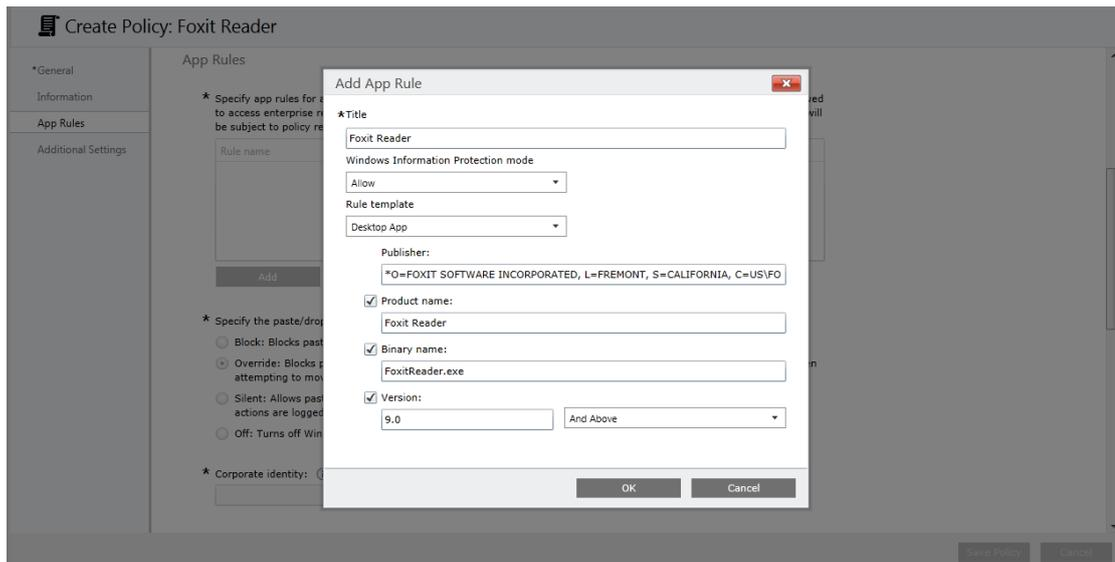 Create Policy: Foxit Reader
*General
Information
App Rules
Additional Settings
App Rules
* Specify app rules for a
to access enterprise re
be subject to policy re
ved
will
Rule name
Add
* Specify the paste/drop
Block: Blocks past
Override: Blocks p
attempting to mov
en
Silent: Allows past
actions are logged
Off: Turns off Win
* Corporate identity:
Add App Rule
*Title
Foxit Reader
Windows Information Protection mode
Allow
Rule template
Desktop App
Publisher:
*O=FOXIT SOFTWARE INCORPORATED, L=FREMONT, S=CALIFORNIA, C=US\FO
Product name:
Foxit Reader
Binary name:
FoxitReader.exe
Version:
9.0
And Above
OK
Cancel
Save Policy
Cancel